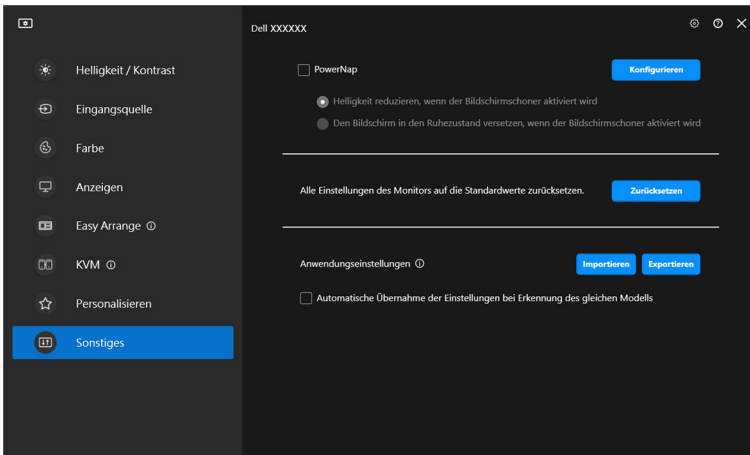 Dell XXXXXX
Helligkeit / Kontrast
Eingangsquelle
Farbe
Anzeigen
Easy Arrange
KVM
Personalisieren
Sonstiges
PowerNap
Konfigurieren
Helligkeit reduzieren, wenn der Bildschirmschoner aktiviert wird
Den Bildschirm in den Ruhezustand versetzen, wenn der Bildschirmschoner aktiviert wird
Alle Einstellungen des Monitors auf die Standardwerte zurücksetzen.
Zurücksetzen
Anwendungseinstellungen
Importieren
Exportieren
Automatische Übernahme der Einstellungen bei Erkennung des gleichen Modells